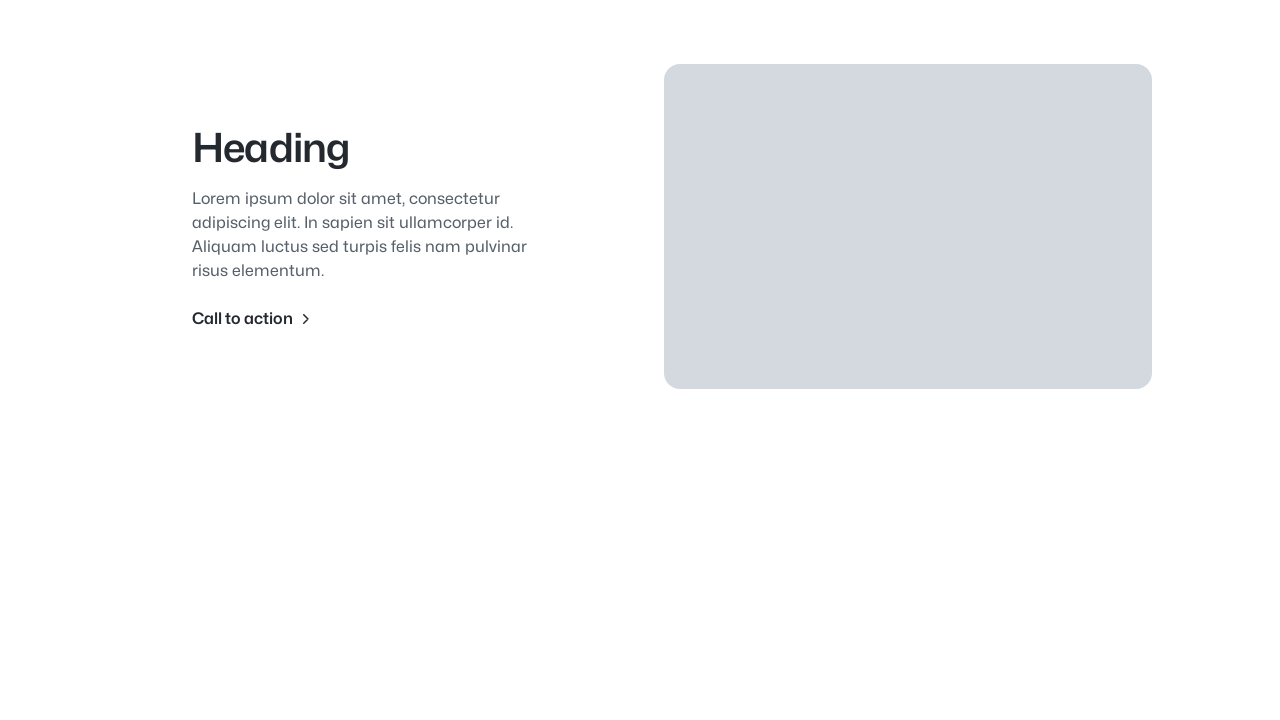 Heading
Lorem ipsum dolor sit amet, consectetur
adipiscing elit. In sapien sit ullamcorper id.
Aliquam luctus sed turpis felis nam pulvinar
risus elementum.
Call to action